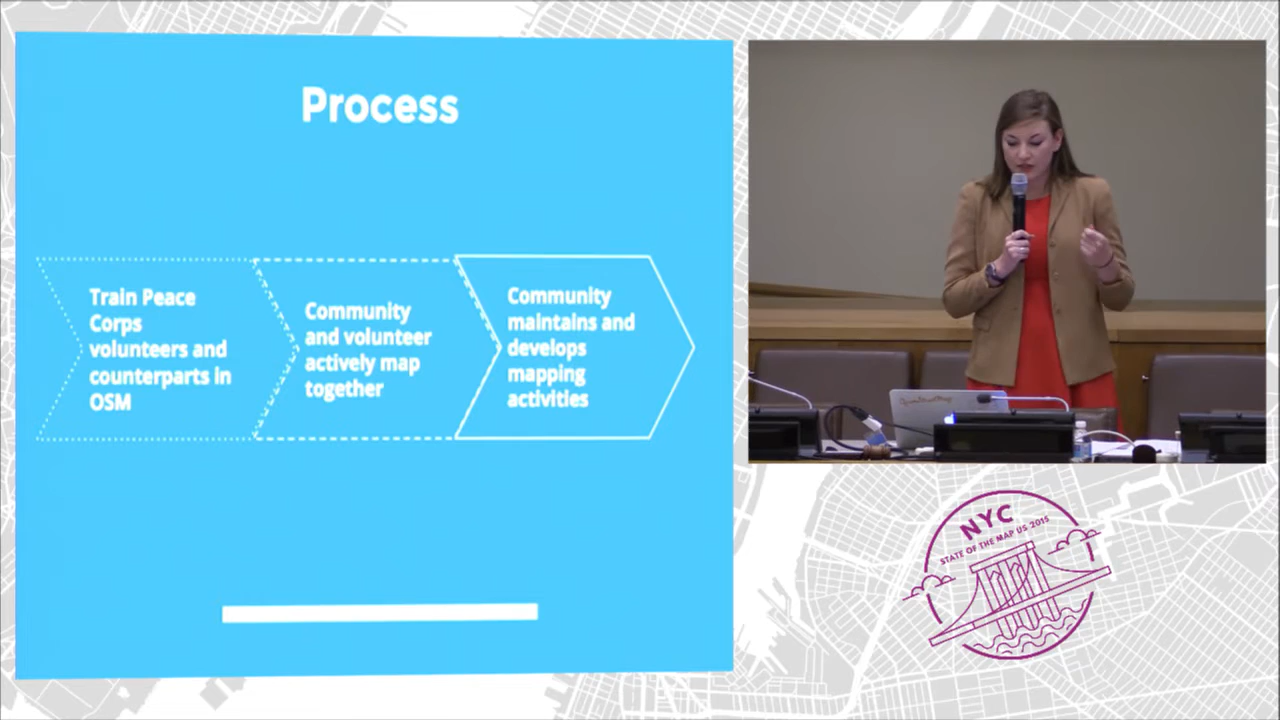 Process
Train Peace
Corps
volunteers and
counterparts in
OSM
Community
and volunteer
actively map
together
Community
maintains and
develops
mapping
activities
OpenStreetMap
NYC
STATE OF THE MAP US 2015